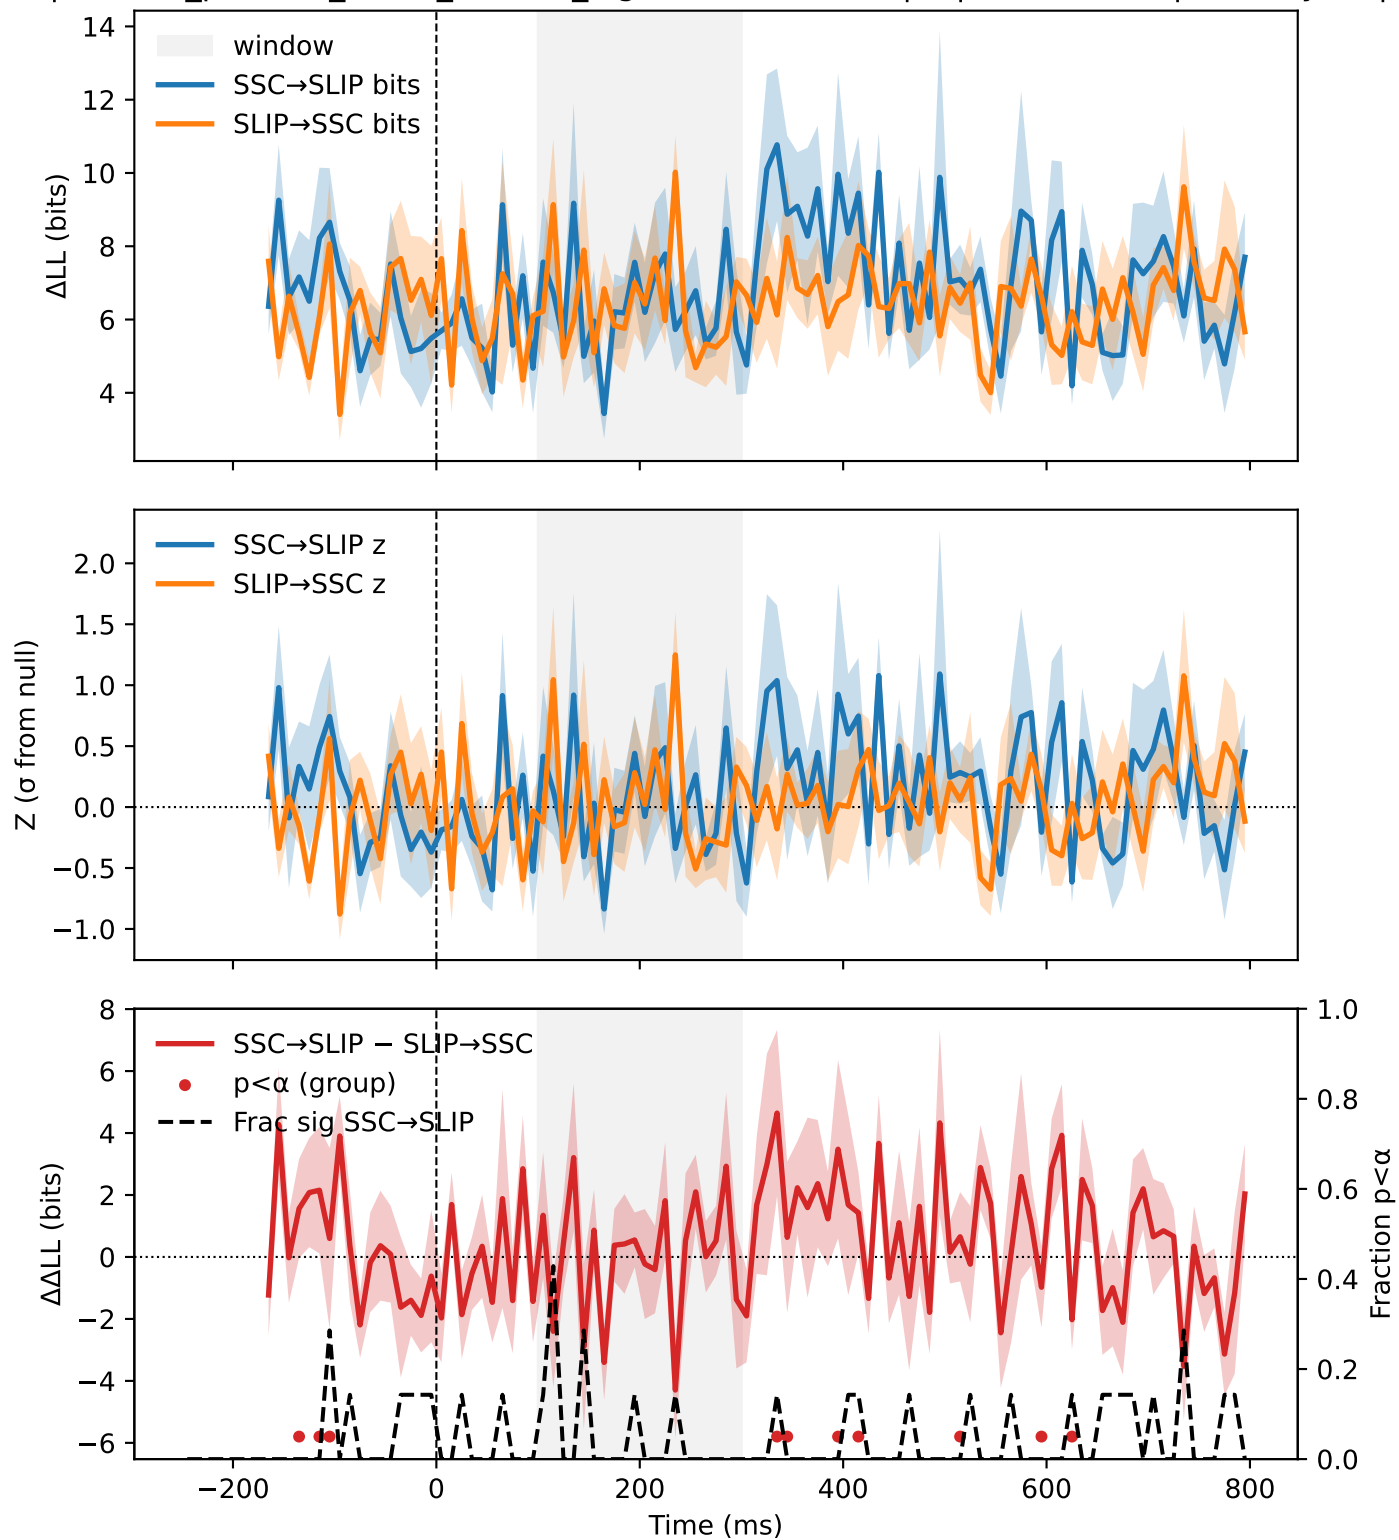 14
12
10
8
6
4
ΔLL (bits)
window
SSC→SLIP bits
SLIP→SSC bits
2.0
1.5
1.0
0.5
0.0
−0.5
−1.0
Z (σ from null)
SSC→SLIP z
SLIP→SSC z
8
6
4
2
0
−2
−4
−6
ΔΔLL (bits)
SSC→SLIP − SLIP→SSC
p<α (group)
Frac sig SSC→SLIP
1.0
0.8
0.6
0.4
0.2
0.0
Fraction p<α
−200
0
200
400
600
800
Time (ms)